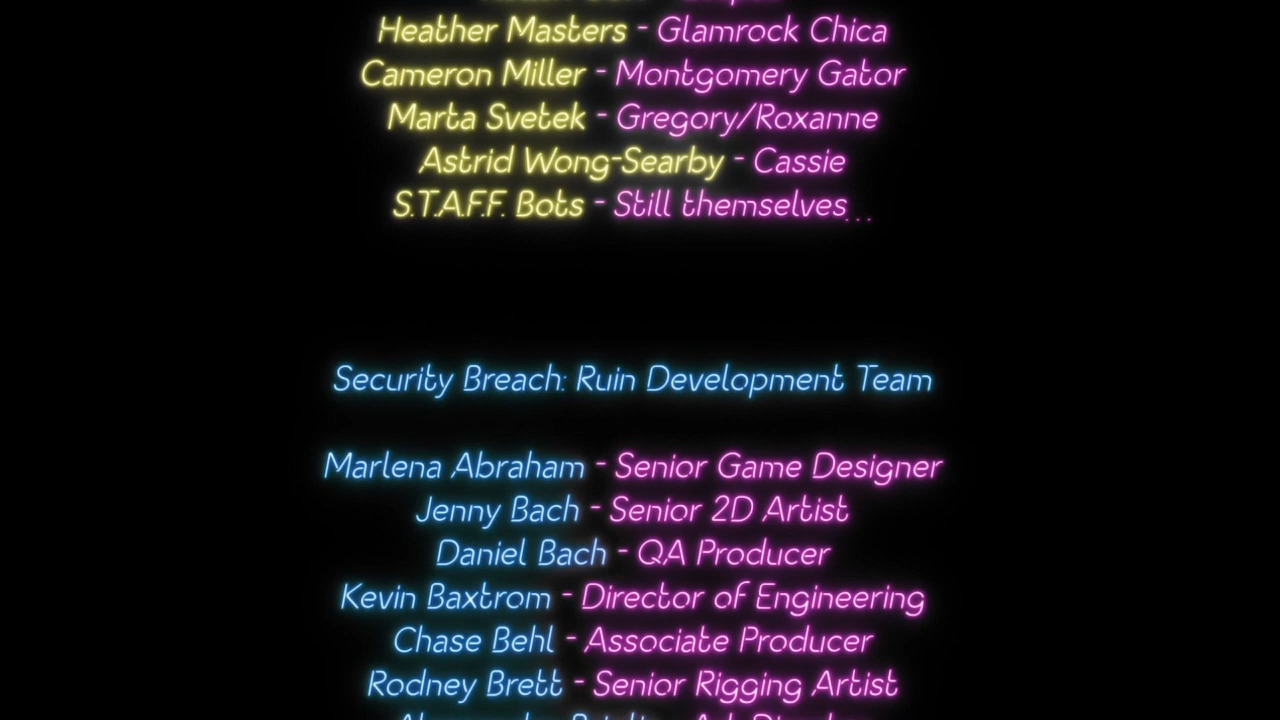 Heather Masters - Glamrock Chica
Cameron Miller - Montgomery Gator
Marta Svetek - Gregory/Roxanne
Astrid Wong-Searby - Cassie
S.T.A.F.F. Bots - Still themselves...
Security Breach: Ruin Development Team
Marlena Abraham - Senior Game Designer
Jenny Bach - Senior 2D Artist
Daniel Bach - QA Producer
Kevin Baxtrom - Director of Engineering
Chase Behl - Associate Producer
Rodney Brett - Senior Rigging Artist